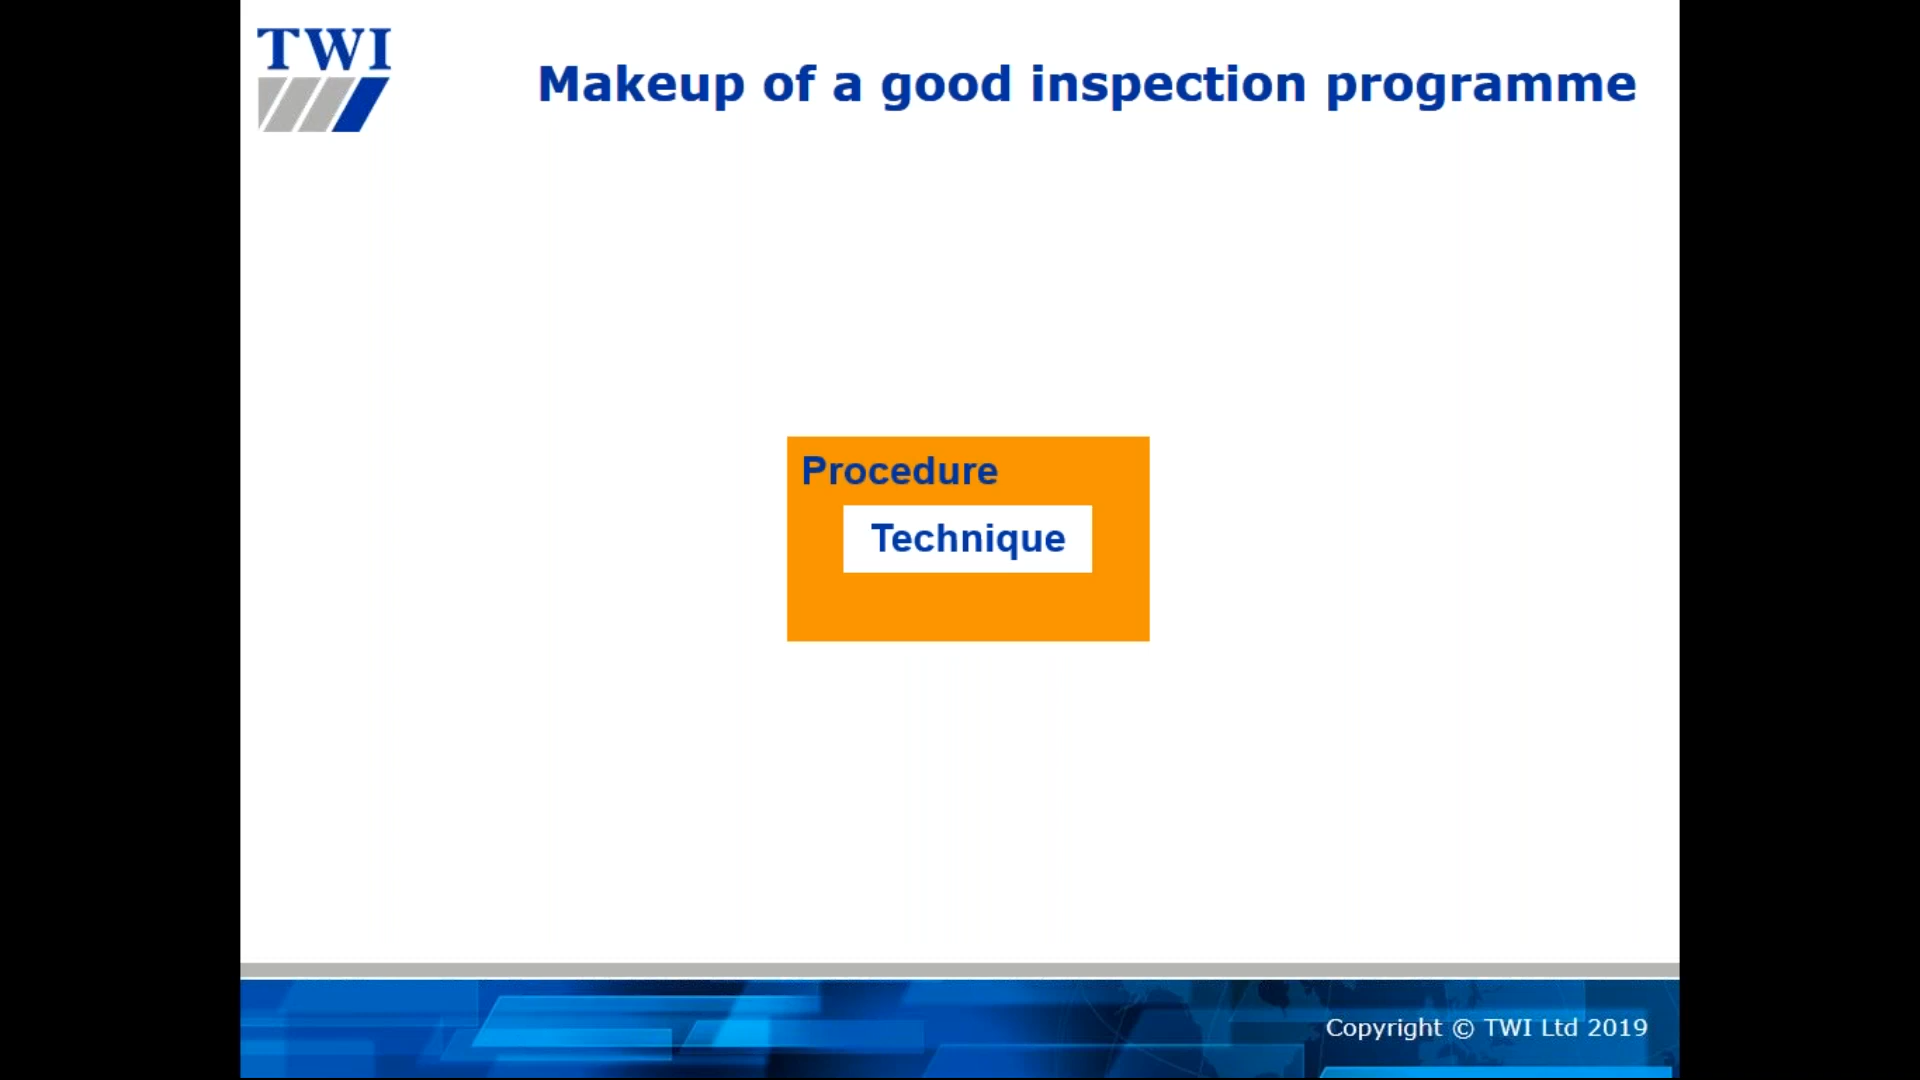 TWI
Makeup of a good inspection programme
Procedure
Technique
Copyright © TWI Ltd 2019